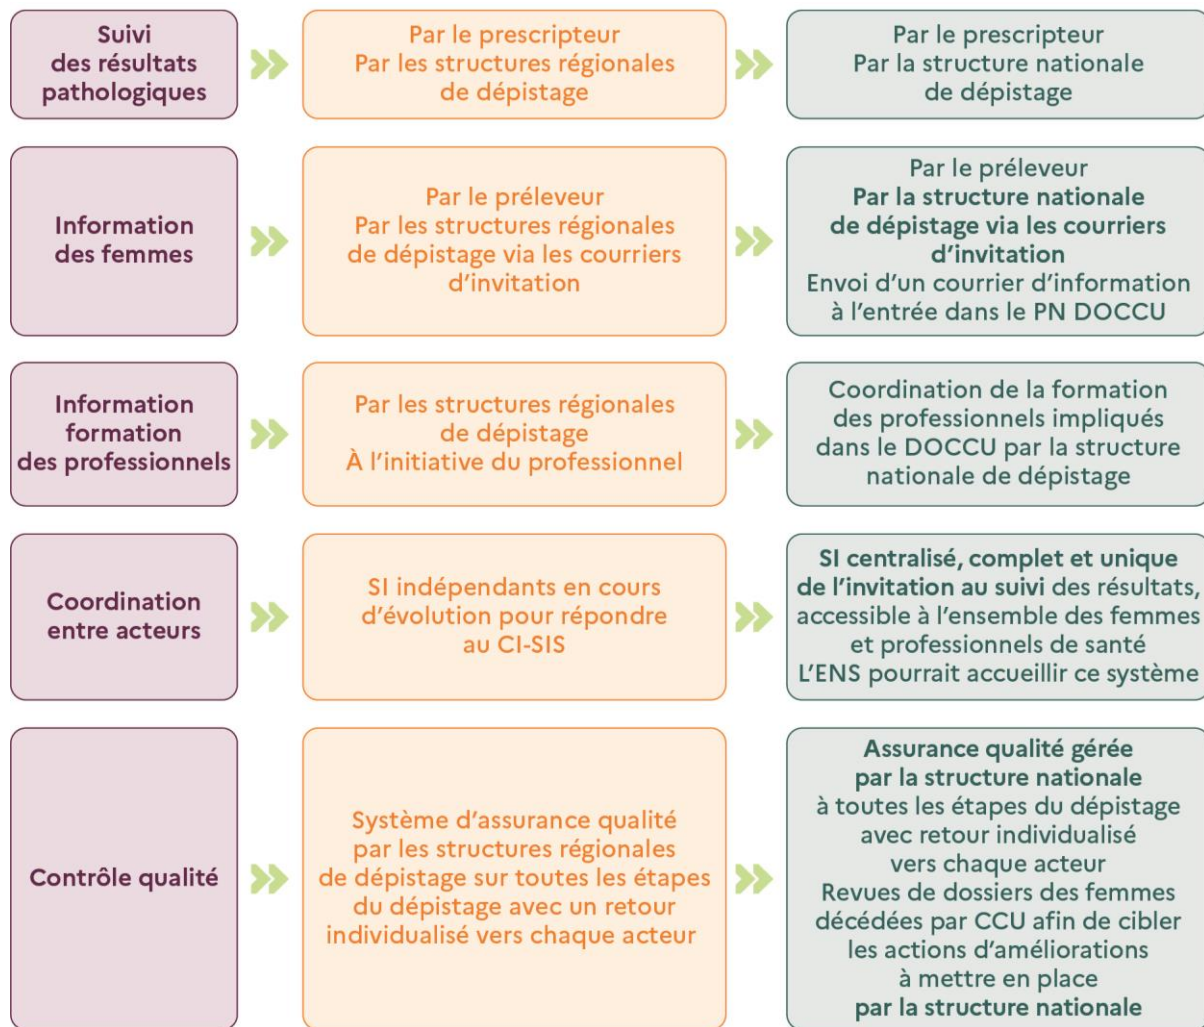 Suivi
des résultats
pathologiques
Par le prescripteur
Par les structures régionales
de dépistage
Par le prescripteur
Par la structure nationale
de dépistage
Information
des femmes
Par le préleveur
Par les structures régionales
de dépistage via les courriers
d’invitation
Par le préleveur
Par la structure nationale
de dépistage via les courriers
d’invitation
Envoi d’un courrier d’information
à l’entrée dans le PN DOCCU
Information
formation
des professionnels
Par les structures régionales
de dépistage
À l’initiative du professionnel
Coordination de la formation
des professionnels impliqués
dans le DOCCU par la structure
nationale de dépistage
Coordination
entre acteurs
SI indépendants en cours
d’évolution pour répondre
au CI-SIS
SI centralisé, complet et unique
de l’invitation au suivi des résultats,
accessible à l’ensemble des femmes
et professionnels de santé
L’ENS pourrait accueillir ce système
Contrôle qualité
Système d’assurance qualité
par les structures régionales
de dépistage sur toutes les étapes
du dépistage avec un retour
individualisé vers chaque acteur
Assurance qualité gérée
par la structure nationale
à toutes les étapes du dépistage
avec retour individualisé
vers chaque acteur
Revues de dossiers des femmes
décédées par CCU afin de cibler
les actions d’améliorations
à mettre en place
par la structure nationale